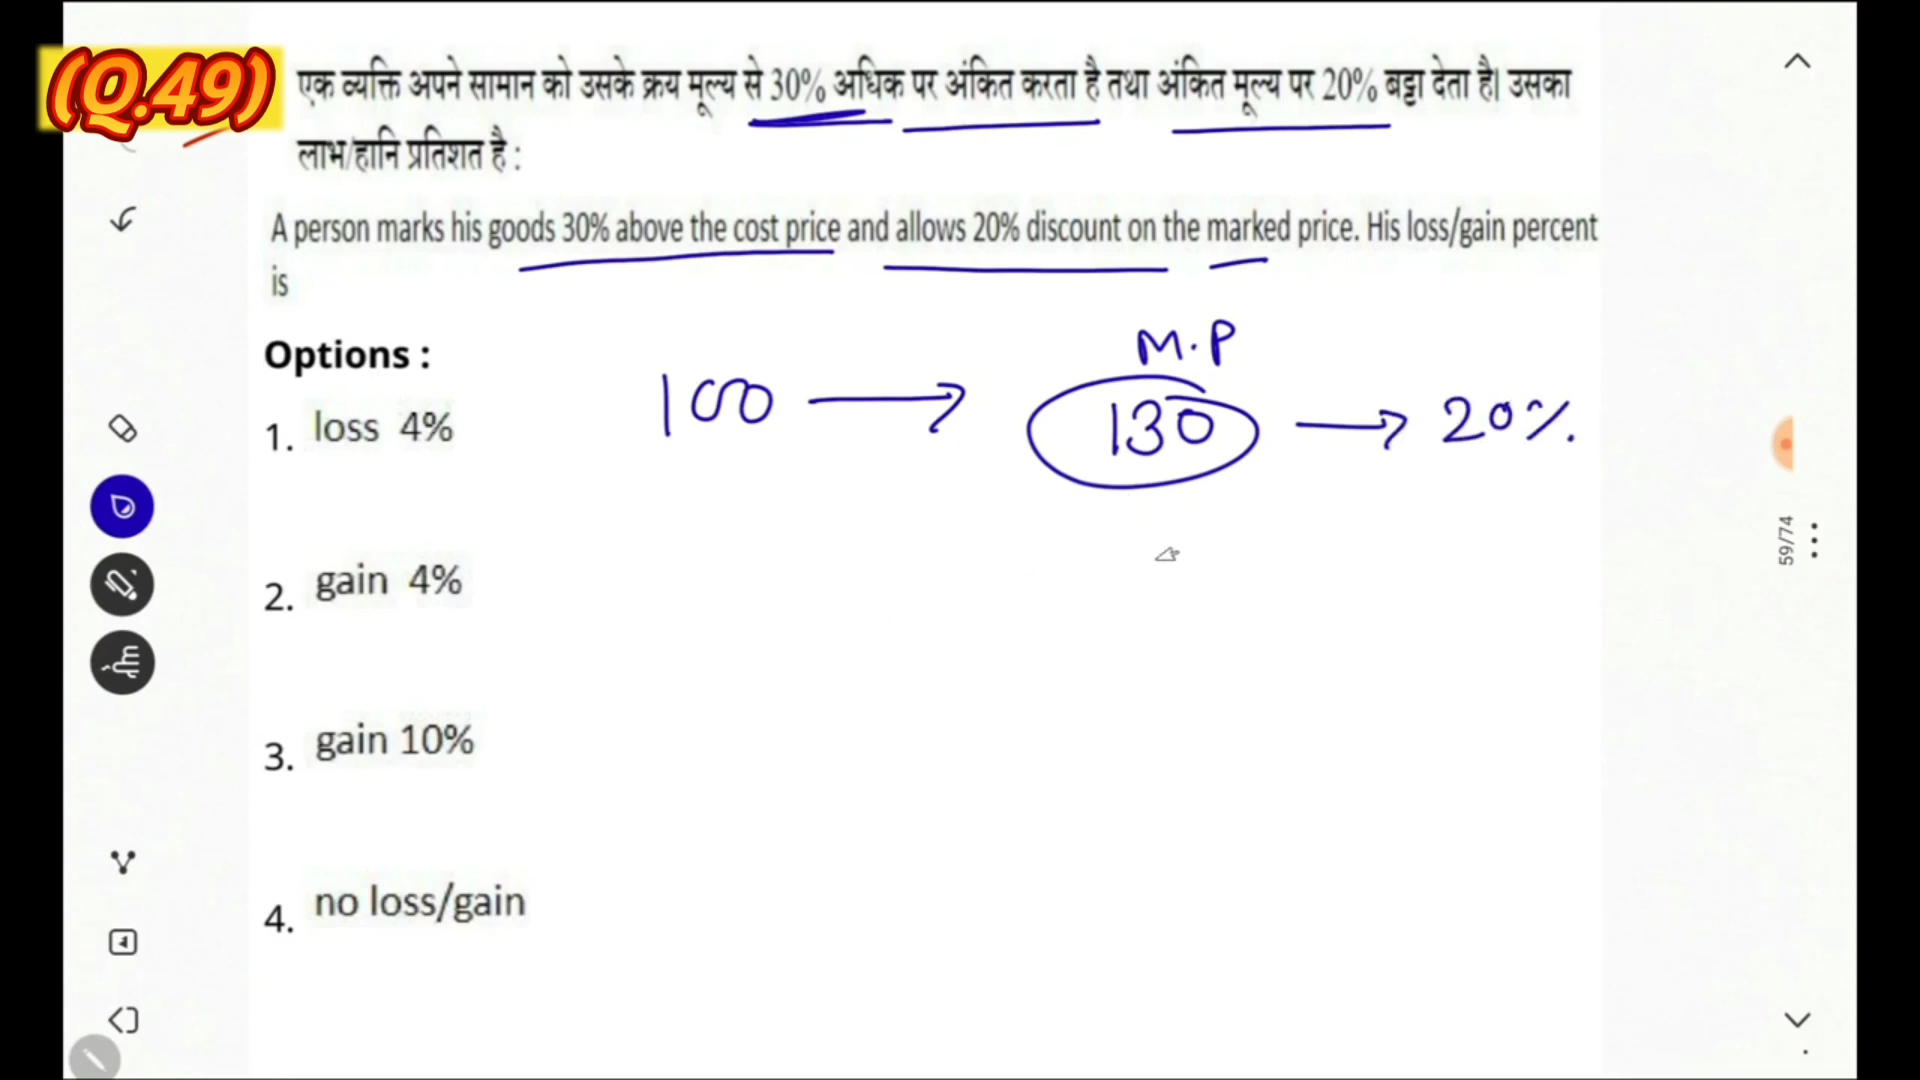 (Q.49)
एक व्यक्ति अपने सामान को उसके क्रय मूल्य से 30% अधिक पर अंकित करता है तथा अंकित मूल्य पर 20% बट्टा देता है। उसका
लाभ/हानि प्रतिशत है :
A person marks his goods 30% above the cost price and allows 20% discount on the marked price. His loss/gain percent
is
Options :
M.P
100 → 130 → 20%
1. loss 4%
2. gain 4%
3. gain 10%
4. no loss/gain
59/74